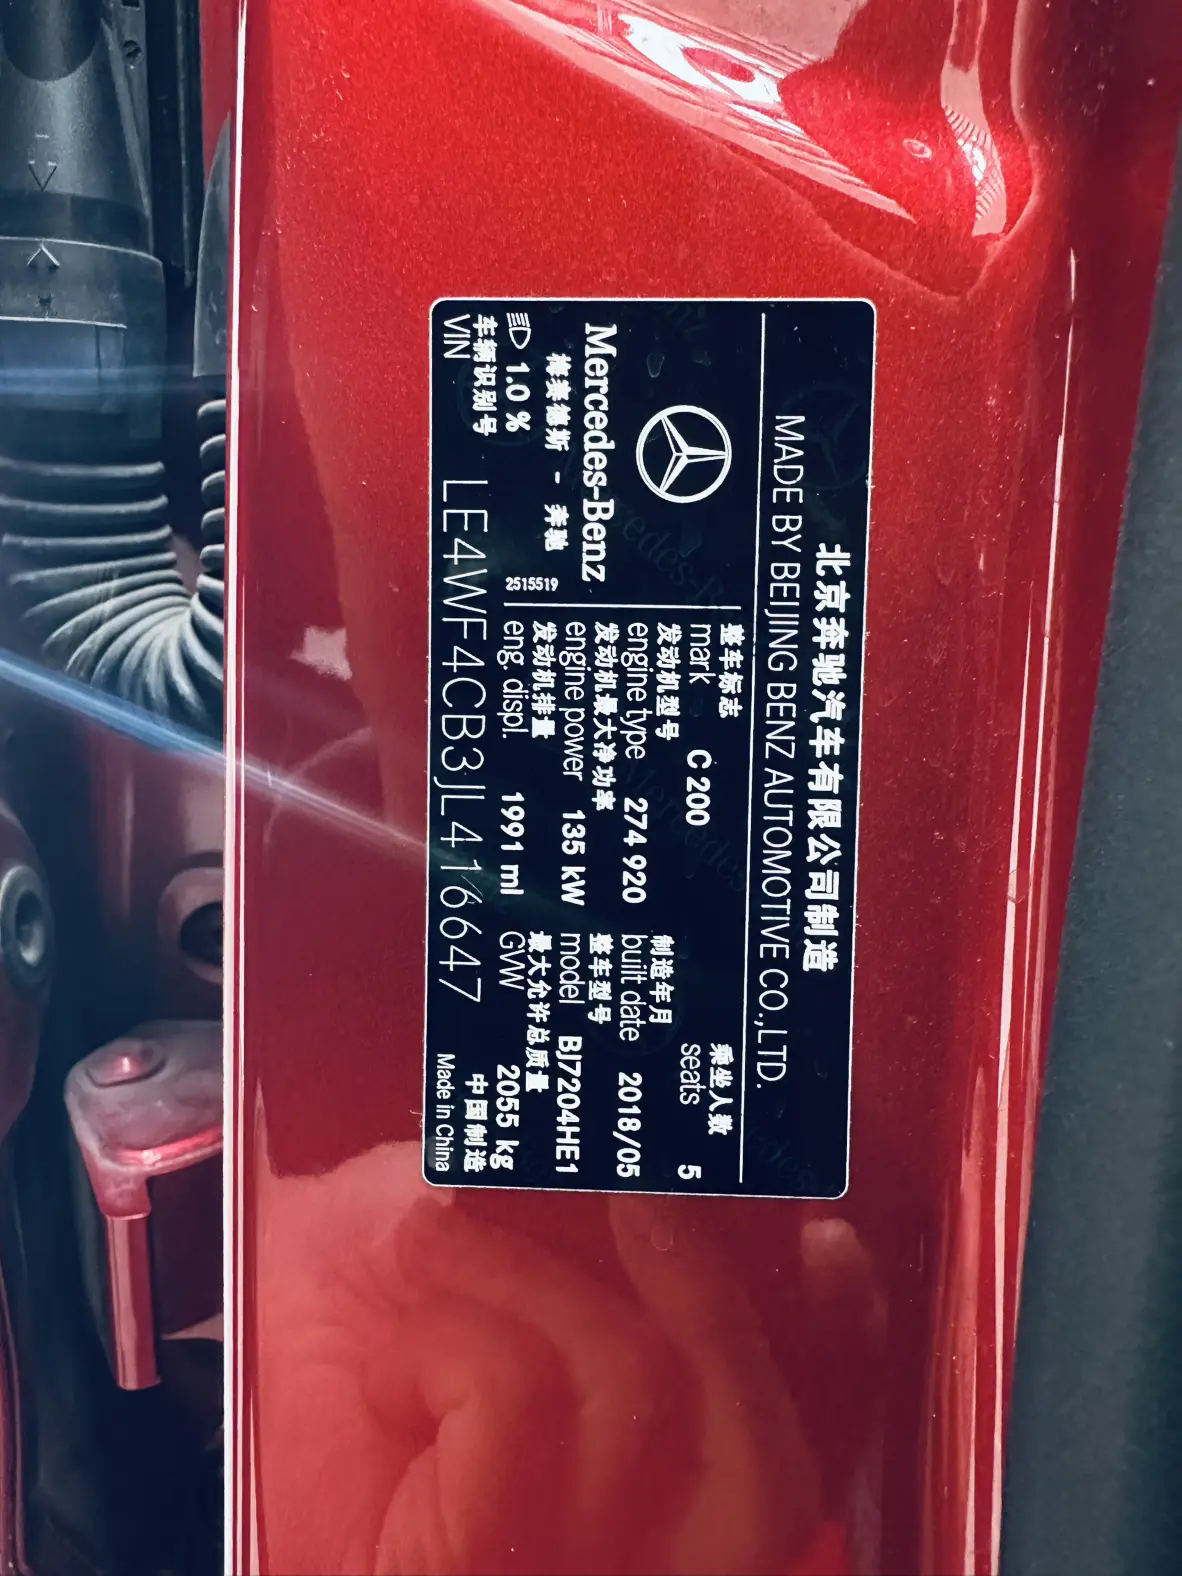 北京奔驰汽车有限公司制造
MADE BY BEIJING BENZ AUTOMOTIVE CO.,LTD.
Mercedes-Benz
梅赛德斯 - 奔驰
1.0 %
2515519
整车标志
mark C 200
乘坐人数
seats 5
发动机型号
engine type 274 920
制造年月
built date 2018/05
发动机最大净功率
engine power 135 kW
整车型号
model BJ7204HE1
发动机排量
eng. displ. 1991 ml
最大允许总质量
GVW 2055 kg
车辆识别号
VIN LE4WF4CB3JL416647
中国制造
Made in China